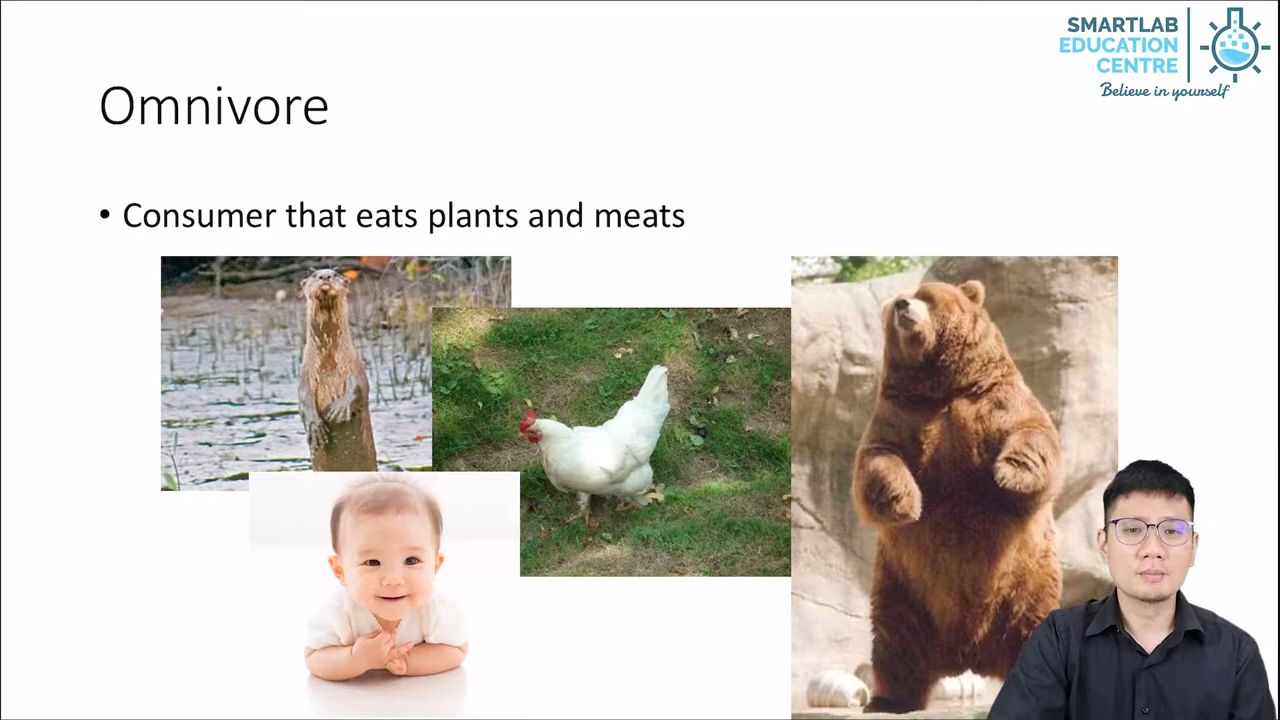 SMARTLAB
EDUCATION
CENTRE
Believe in yourself
Omnivore
• Consumer that eats plants and meats